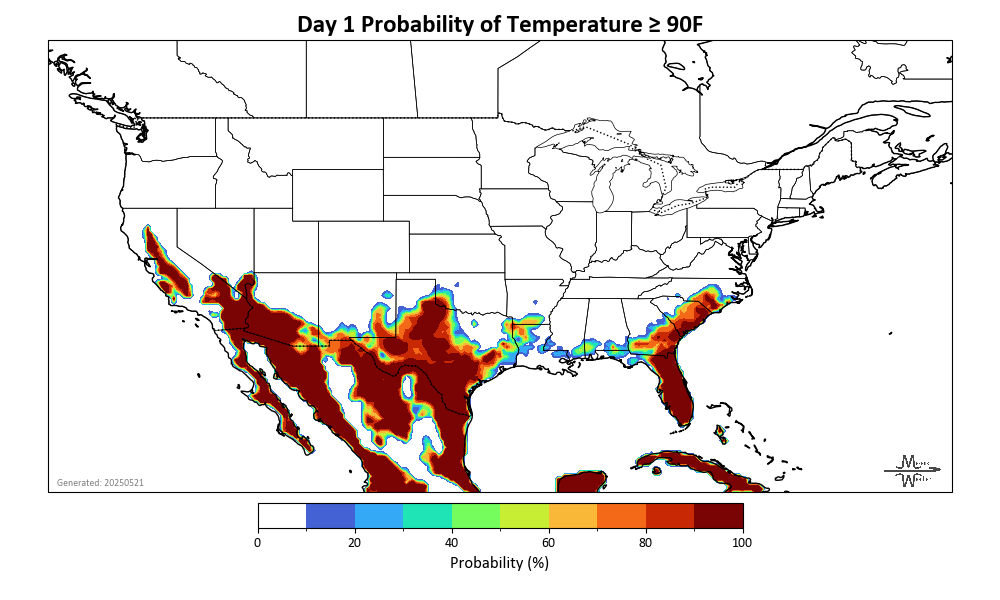 Day 1 Probability of Temperature ≥ 90F
Generated: 20250521
0 20 40 60 80 100
Probability (%)